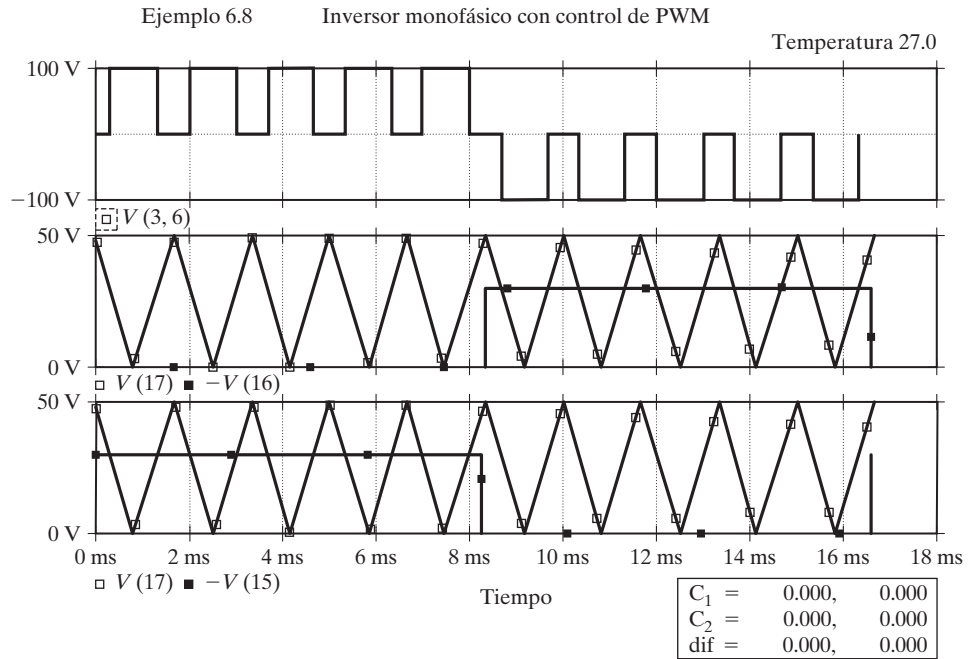 Ejemplo 6.8 Inversor monofásico con control de PWM
Temperatura 27.0
100 V
−100 V
V (3, 6)
50 V
0 V
V (17) −V (16)
50 V
0 V
0 ms 2 ms 4 ms 6 ms 8 ms 10 ms 12 ms 14 ms 16 ms 18 ms
V (17) −V (15)
Tiempo
C1 = 0.000, 0.000
C2 = 0.000, 0.000
dif = 0.000, 0.000